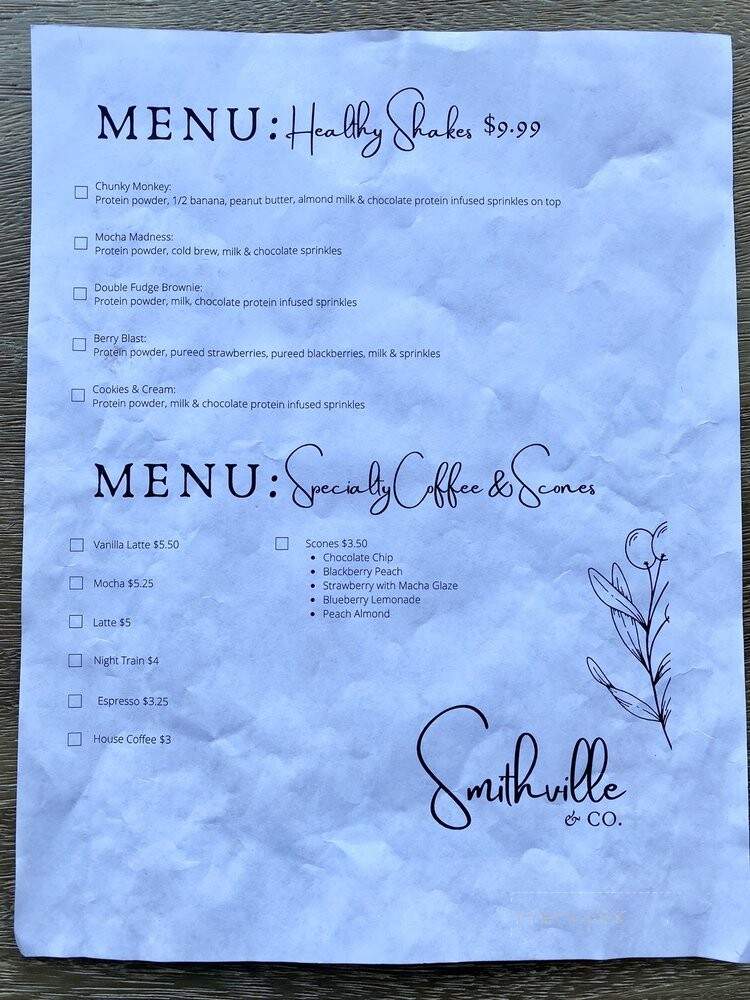 MENU: Healthy Shakes $9.99
Chunky Monkey:
Protein powder, 1/2 banana, peanut butter, almond milk & chocolate protein infused sprinkles on top
Mocha Madness:
Protein powder, cold brew, milk & chocolate sprinkles
Double Fudge Brownie:
Protein powder, milk, chocolate protein infused sprinkles
Berry Blast:
Protein powder, pureed strawberries, pureed blackberries, milk & sprinkles
Cookies & Cream:
Protein powder, milk & chocolate protein infused sprinkles
MENU: Specialty Coffee & Scones
Vanilla Latte $5.50
Mocha $5.25
Latte $5
Night Train $4
Espresso $3.25
House Coffee $3
Scones $3.50
• Chocolate Chip
• Blackberry Peach
• Strawberry with Macha Glaze
• Blueberry Lemonade
• Peach Almond
Smithville
& CO.